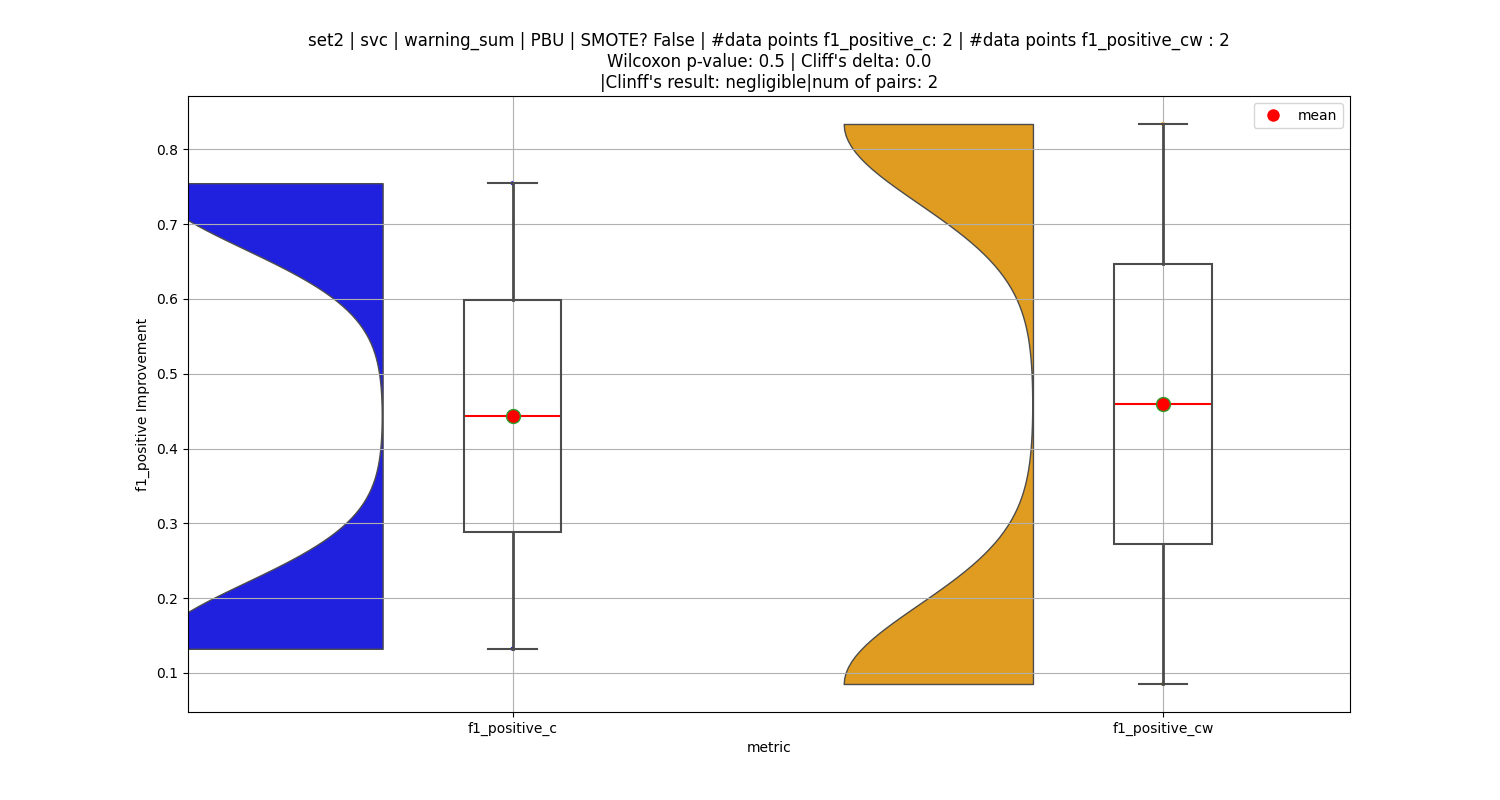 set2 | svc | warning_sum | PBU | SMOTE? False | #data points f1_positive_c: 2 | #data points f1_positive_cw : 2
Wilcoxon p-value: 0.5 | Cliff's delta: 0.0
|Clinff's result: negligible|num of pairs: 2
mean
0.8
0.7
0.6
0.5
0.4
0.3
0.2
0.1
f1_positive Improvement
f1_positive_c
f1_positive_cw
metric